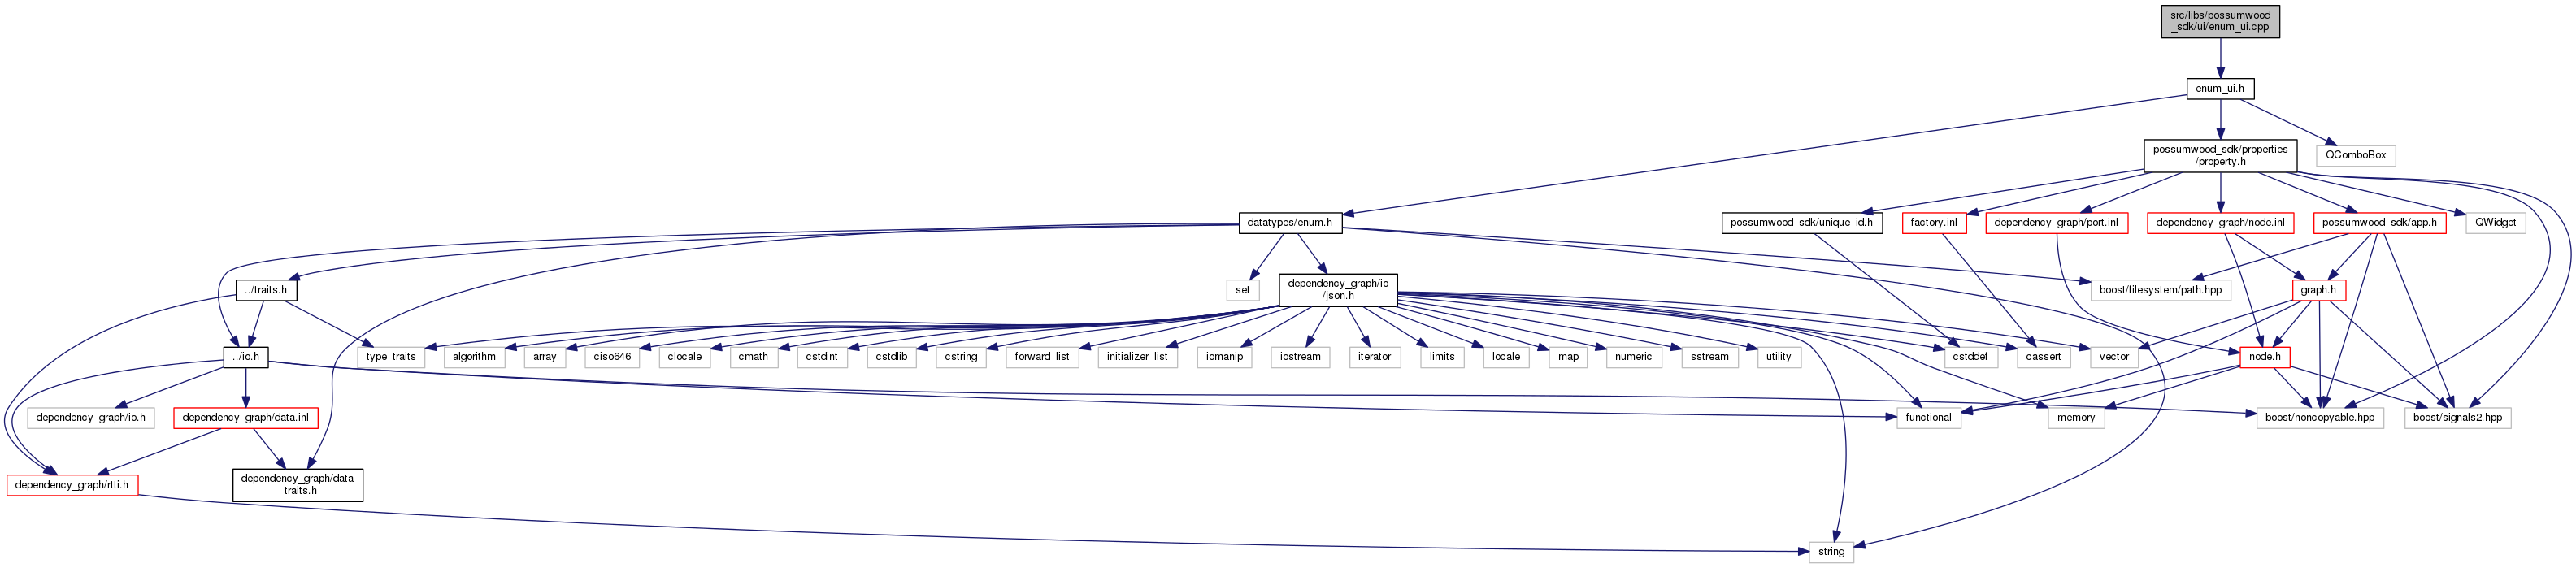 src/libs/possumwood
_sdk/ui/enum_ui.cpp
enum_ui.h
possumwood_sdk/properties
/property.h
QComboBox
datatypes/enum.h
possumwood_sdk/unique_id.h
factory.inl
dependency_graph/port.inl
dependency_graph/node.inl
possumwood_sdk/app.h
QWidget
../traits.h
set
dependency_graph/io
/json.h
boost/filesystem/path.hpp
graph.h
../io.h
type_traits
algorithm
array
ciso646
clocale
cmath
cstdint
cstdlib
cstring
forward_list
initializer_list
iomanip
iostream
iterator
limits
locale
map
numeric
sstream
utility
cstddef
cassert
vector
node.h
dependency_graph/io.h
dependency_graph/data.inl
functional
memory
boost/noncopyable.hpp
boost/signals2.hpp
dependency_graph/rtti.h
dependency_graph/data
_traits.h
string